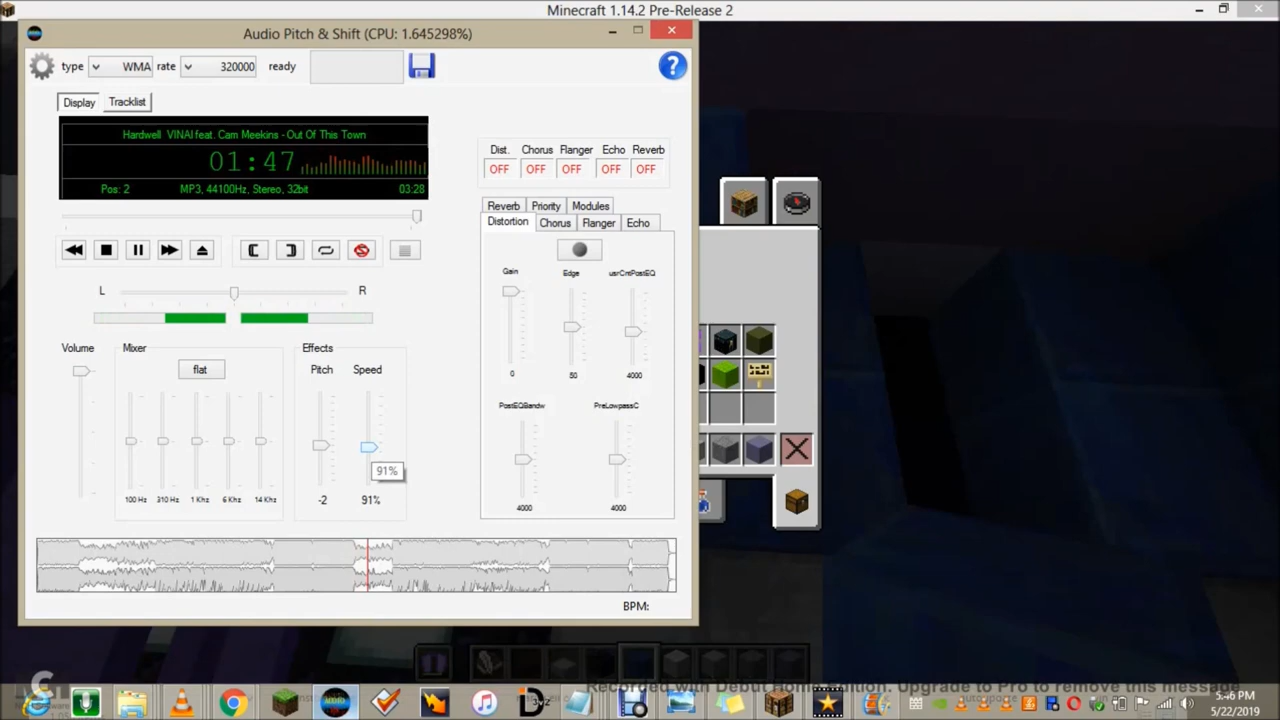 Minecraft 1.14.2 Pre-Release 2
Audio Pitch & Shift (CPU: 1.645298%)
type WMA rate 320000 ready
?
Display Tracklist
Hardwell VINAI feat. Cam Meekins - Out Of This Town
01:47
Pos: 2 MP3, 44100Hz, Stereo, 32bit 03:28
Dist. Chorus Flanger Echo Reverb
OFF OFF OFF OFF OFF
Reverb Priority Modules
Distortion Chorus Flanger Echo
L R
Gain Edge usrCntPostEQ
0 50 4000
PostEQBandw PreLowpassC
4000 4000
Volume Mixer Effects
flat Pitch Speed
91%
100 Hz 310 Hz 1 Khz 6 Khz 14 Khz -2 91%
BPM:
Recorded with Debut Home Edition. Upgrade to Pro to remove this message
5:46 PM
5/22/2019